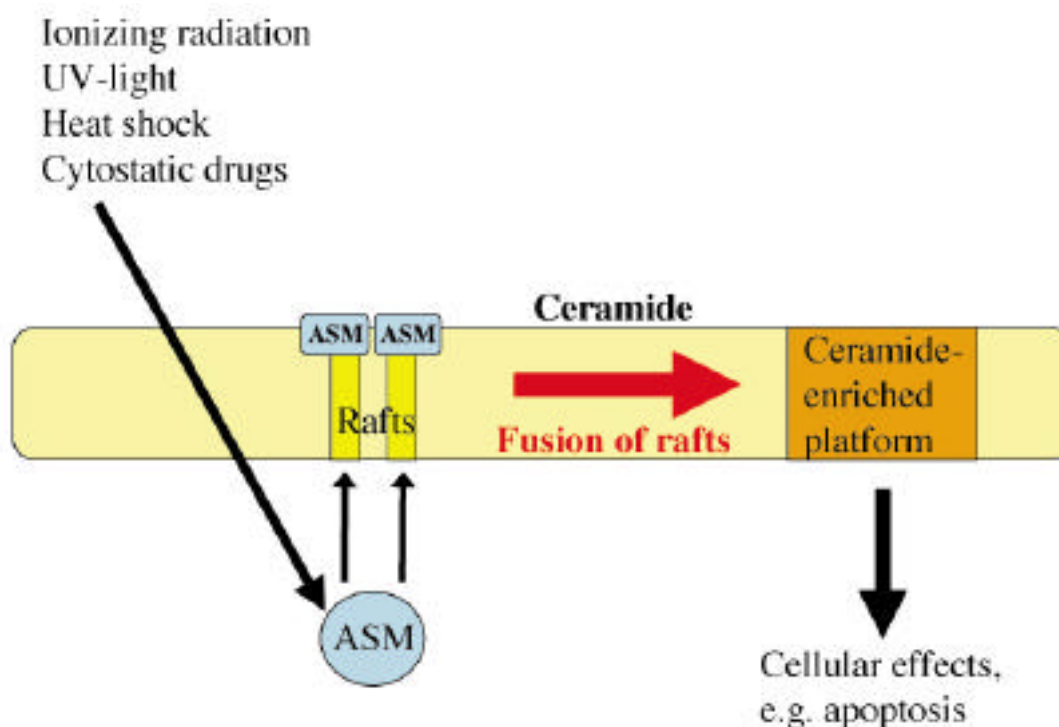 Ionizing radiation
UV-light
Heat shock
Cytostatic drugs
Ceramide
ASM ASM
Rafts
Fusion of rafts
Ceramide-
enriched
platform
ASM
Cellular effects,
e.g. apoptosis